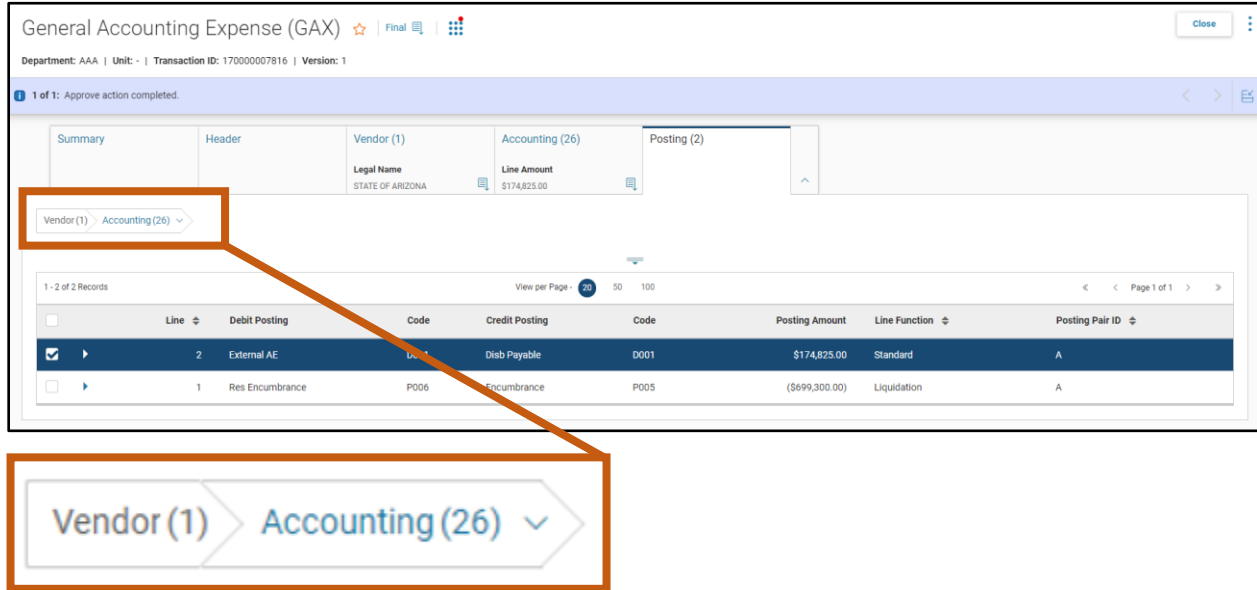 General Accounting Expense (GAX) Final
Close
Department: AAA | Unit: - | Transaction ID: 170000007816 | Version: 1
1 of 1: Approve action completed.
Summary Header Vendor (1) Accounting (26) Posting (2)
Legal Name Line Amount
STATE OF ARIZONA $174,825.00
Vendor (1) Accounting (26)
1 - 2 of 2 Records View per Page - 20 50 100 Page 1 of 1
Line Debit Posting Code Credit Posting Code Posting Amount Line Function Posting Pair ID
2 External AE Disb Payable D001 $174,825.00 Standard A
1 Res Encumbrance P006 Encumbrance P005 ($699,300.00) Liquidation A
Vendor (1) Accounting (26)